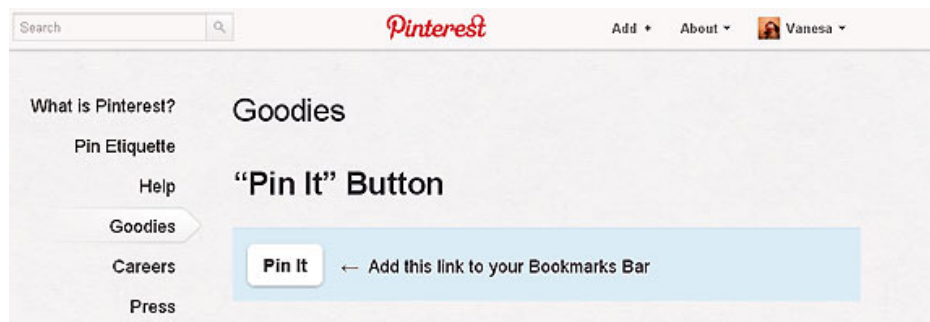 Search
Pinterest
Add +
About
Vanesa
What is Pinterest?
Pin Etiquette
Help
Goodies
Careers
Press
Goodies
“Pin It” Button
Pin It
← Add this link to your Bookmarks Bar